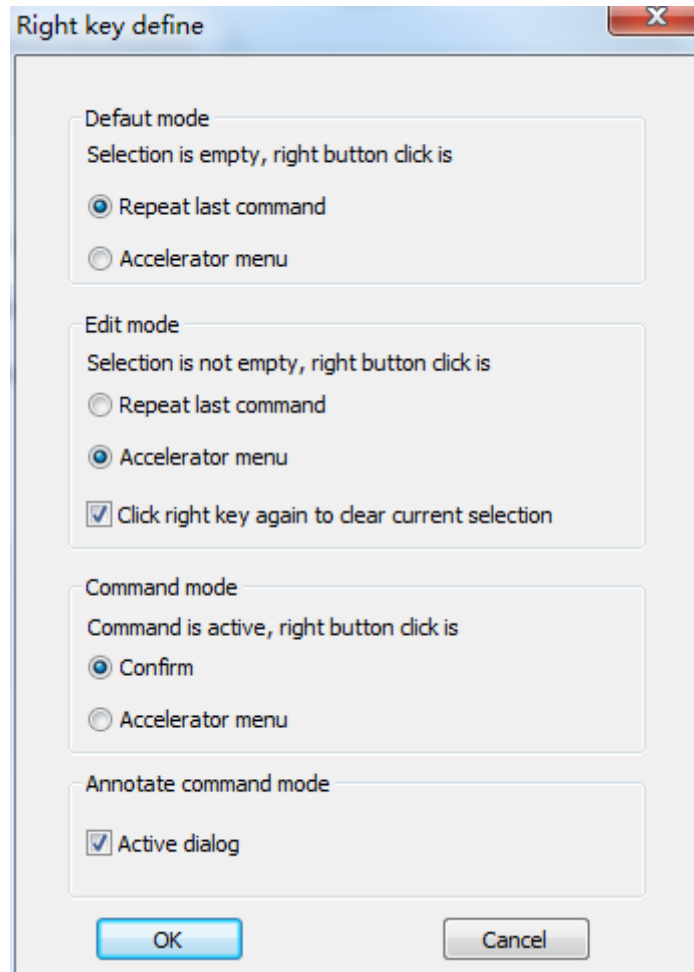 Right key define
Defaut mode
Selection is empty, right button click is
Repeat last command
Accelerator menu
Edit mode
Selection is not empty, right button click is
Repeat last command
Accelerator menu
Click right key again to clear current selection
Command mode
Command is active, right button click is
Confirm
Accelerator menu
Annotate command mode
Active dialog
OK Cancel